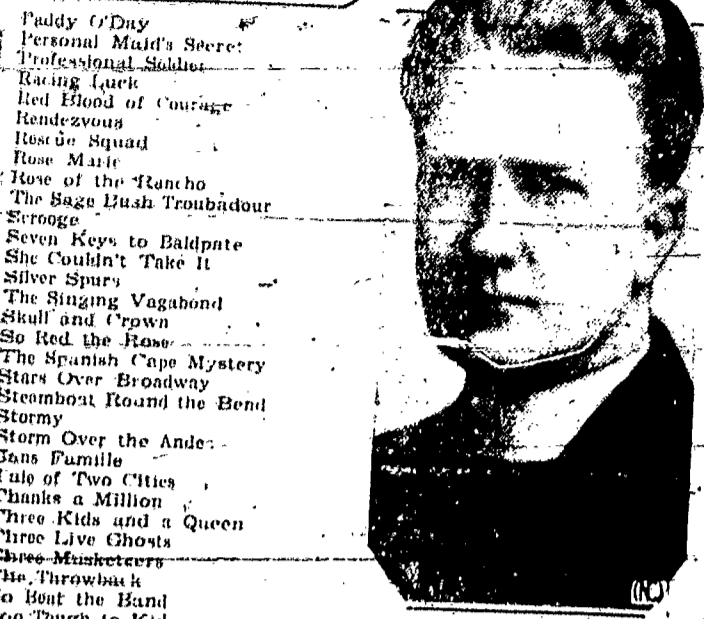 Paddy O'Day
Personal Maid's Secret
Professional Soldier
Racing Luck
Red Blood of Courage
Rendezvous
Rescue Squad
Rose Marie
Rose of the Rancho
The Sage Bush Troubadour
Scrooge
Seven Keys to Baldpate
She Couldn't Take It
Silver Spurs
The Singing Vagabond
Skull and Crown
So Red the Rose
The Spanish Cape Mystery
Stars Over Broadway
Steamboat Round the Bend
Stormy
Storm Over the Andes
Sans Famille
Tale of Two Cities
Thanks a Million
Three Kids and a Queen
Three Live Ghosts
Three Musketeers
The Throwback
To Beat the Band
Too Tough to
(NC)